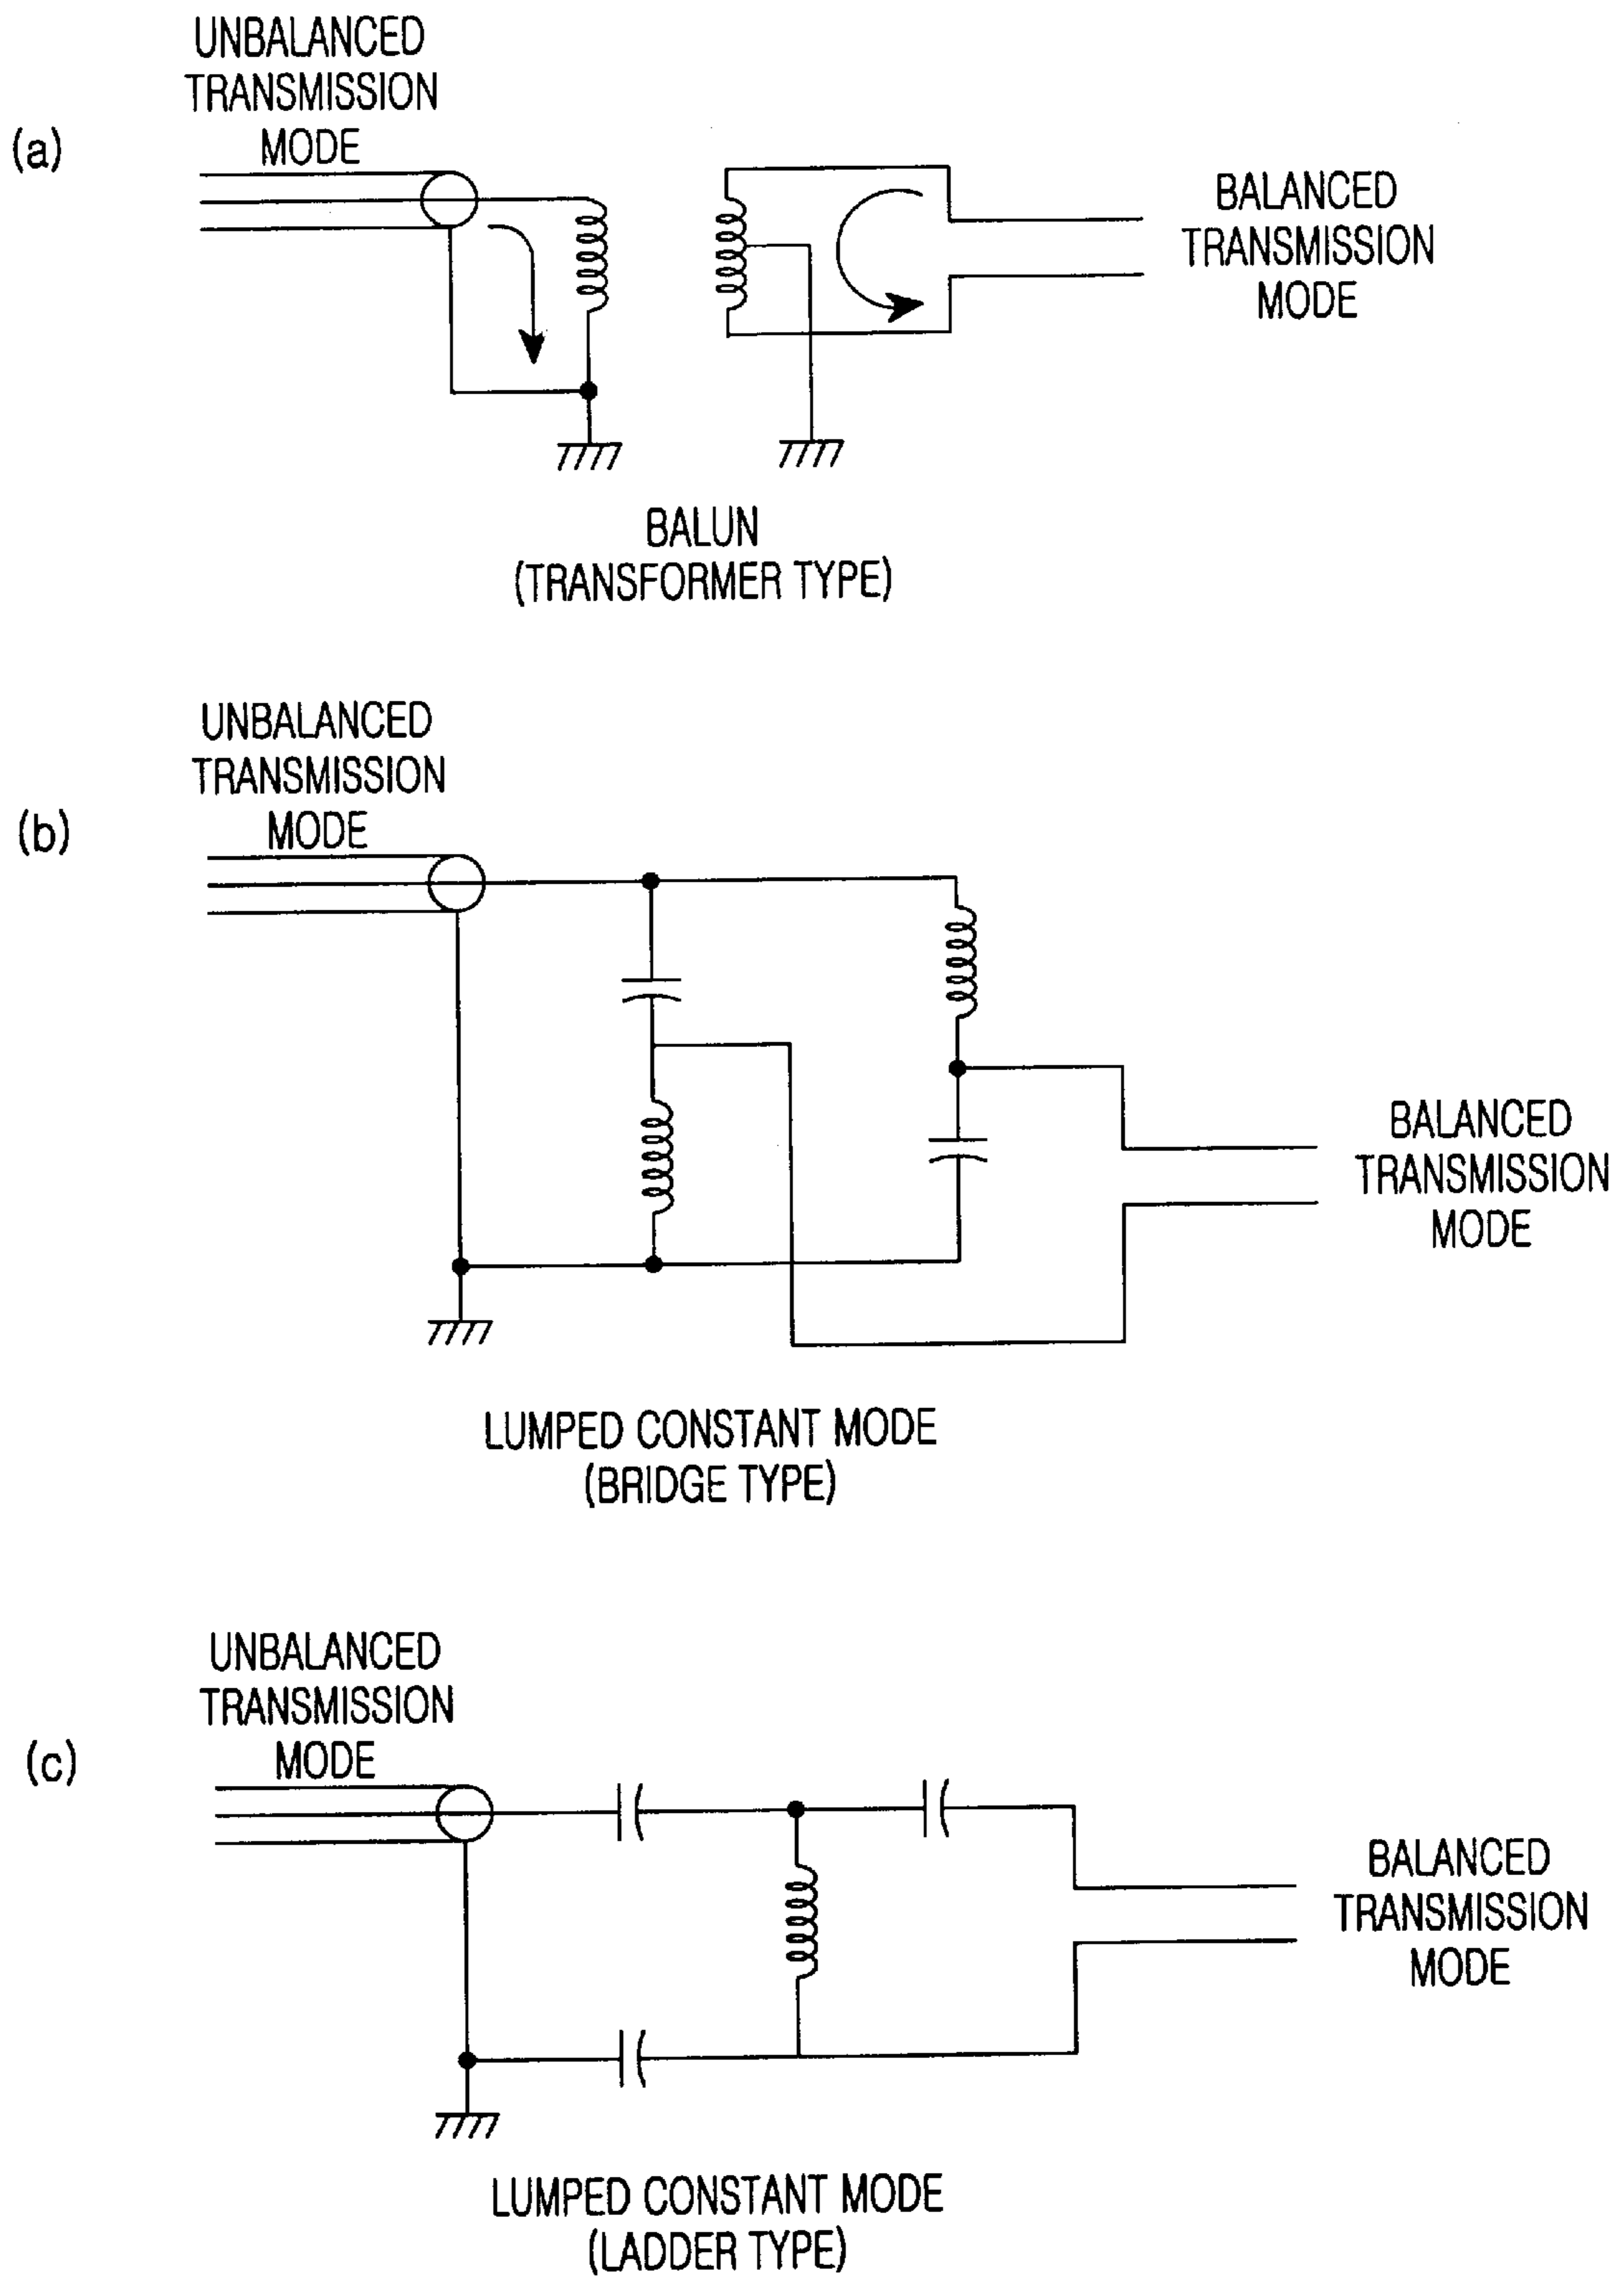 UNBALANCED
TRANSMISSION
MODE
(a)
BALANCED
TRANSMISSION
MODE
BALUN
(TRANSFORMER TYPE)
UNBALANCED
TRANSMISSION
MODE
(b)
BALANCED
TRANSMISSION
MODE
LUMPED CONSTANT MODE
(BRIDGE TYPE)
UNBALANCED
TRANSMISSION
MODE
(c)
BALANCED
TRANSMISSION
MODE
LUMPED CONSTANT MODE
(LADDER TYPE)